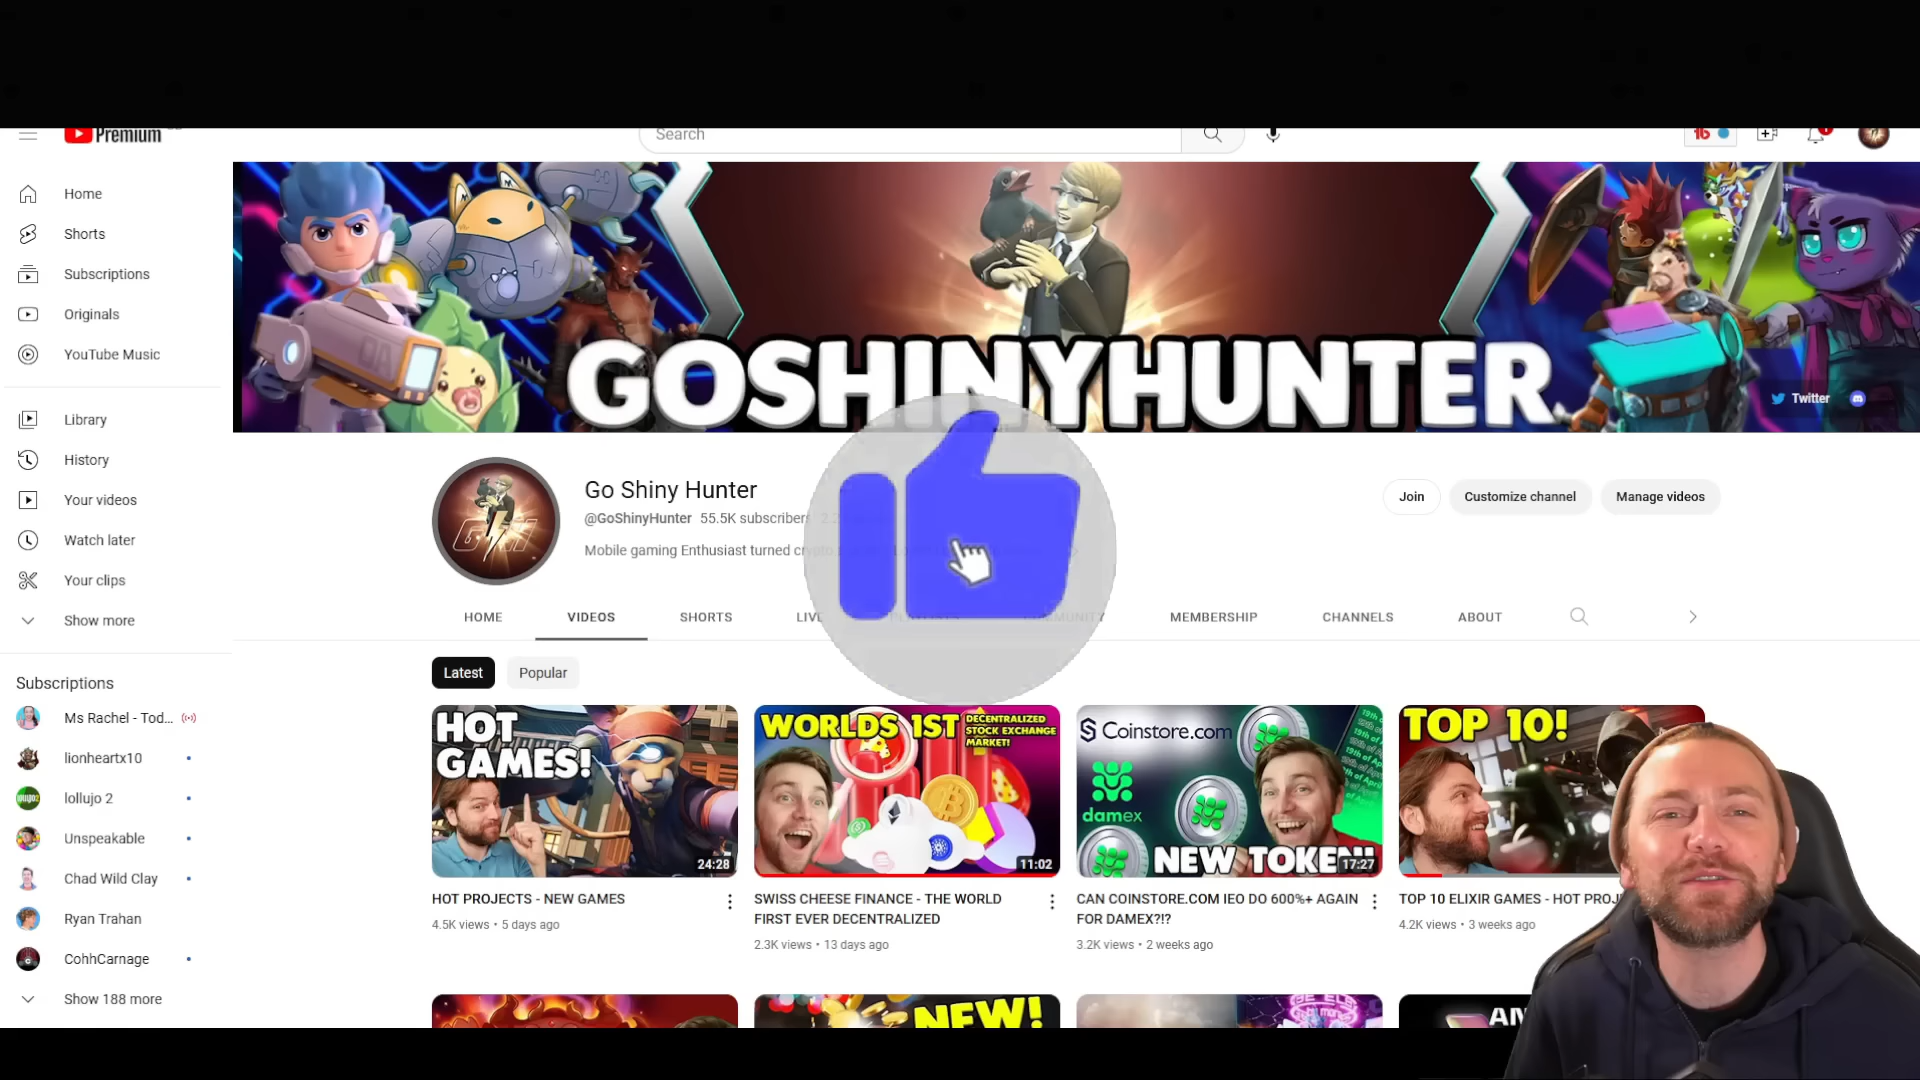 Premium
Search
Home
Shorts
Subscriptions
Originals
YouTube Music
Library
History
Your videos
Watch later
Your clips
Show more
Subscriptions
Ms Rachel - Tod...
lionheartx10
lollujo 2
Unspeakable
Chad Wild Clay
Ryan Trahan
CohhCarnage
Show 188 more
GOSHINYHUNTER
Twitter
Go Shiny Hunter
@GoShinyHunter 55.5K subscribers
Mobile gaming Enthusiast turned
Join
Customize channel
Manage videos
HOME
VIDEOS
SHORTS
LIVE
MEMBERSHIP
CHANNELS
ABOUT
Latest
Popular
HOT
GAMES!
24:28
WORLDS 1ST
DECENTRALIZED
STOCK EXCHANGE
MARKET!
11:02
Coinstore.com
damex
NEW TOKEN!
17:27
TOP 10!
HOT PROJECTS - NEW GAMES
4.5K views • 5 days ago
SWISS CHEESE FINANCE - THE WORLD
FIRST EVER DECENTRALIZED
2.3K views • 13 days ago
CAN COINSTORE.COM IEO DO 600%+ AGAIN
FOR DAMEX?!?
3.2K views • 2 weeks ago
TOP 10 ELIXIR GAMES - HOT PROJ
4.2K views • 3 weeks ago
NEW!
AN